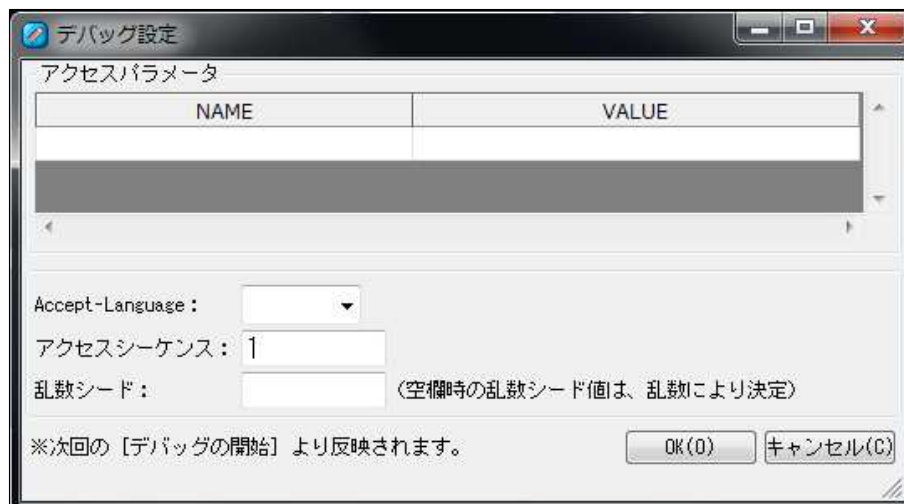 デバッグ設定
アクセスパラメータ
NAME VALUE
Accept-Language：
アクセスシーケンス： 1
乱数シード： (空欄時の乱数シード値は、乱数により決定)
※次回の [デバッグの開始] より反映されます。 OK(O) キャンセル(C)